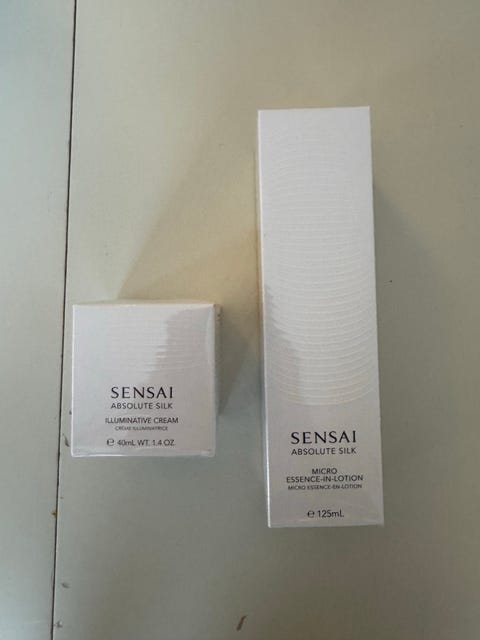 SENSAI
ABSOLUTE SILK
ILLUMINATIVE CREAM
CRÈME ILLUMINATRICE
℮ 40mL WT. 1.4 OZ.
SENSAI
ABSOLUTE SILK
MICRO
ESSENCE-IN-LOTION
MICRO ESSENCE-EN-LOTION
℮ 125mL